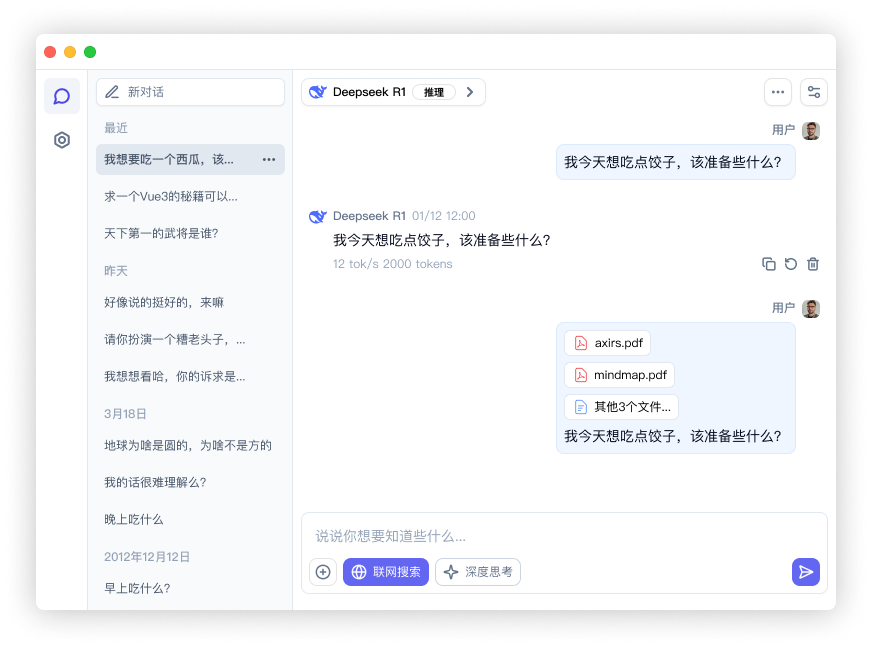 新对话
最近
我想要吃一个西瓜，该...
求一个Vue3的秘籍可以...
天下第一的武将是谁?
昨天
好像说的挺好的，来嘛
请你扮演一个糟老头子，...
我想想看哈，你的诉求是...
3月18日
地球为啥是圆的，为啥不是方的
我的话很难理解么?
晚上吃什么
2012年12月12日
早上吃什么?
Deepseek R1 推理
用户
我今天想吃点饺子，该准备些什么?
Deepseek R1 01/12 12:00
我今天想吃点饺子，该准备些什么?
12 tok/s 2000 tokens
用户
axirs.pdf
mindmap.pdf
其他3个文件...
我今天想吃点饺子，该准备些什么?
说说你想要知道些什么...
联网搜索 深度思考